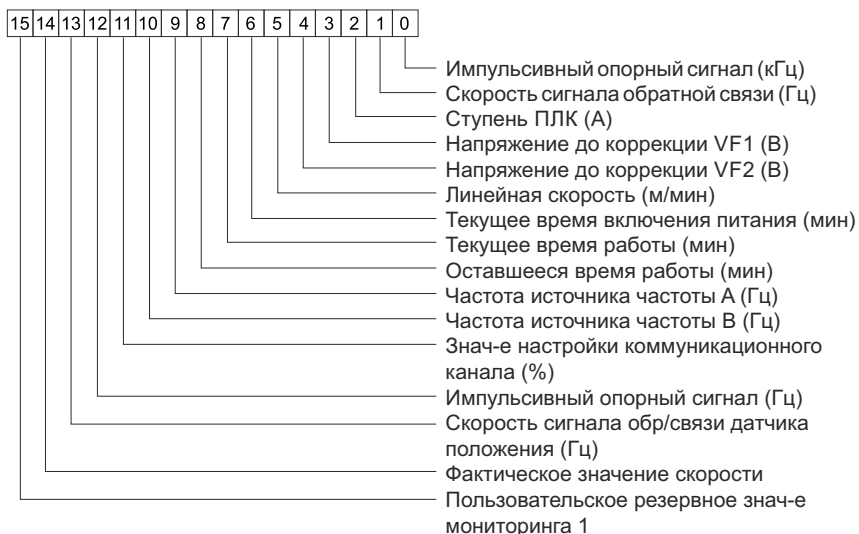 15 14 13 12 11 10 9 8 7 6 5 4 3 2 1 0
Импульсивный опорный сигнал (кГц)
Скорость сигнала обратной связи (Гц)
Ступень ПЛК (А)
Напряжение до коррекции VF1 (В)
Напряжение до коррекции VF2 (В)
Линейная скорость (м/мин)
Текущее время включения питания (мин)
Текущее время работы (мин)
Оставшееся время работы (мин)
Частота источника частоты А (Гц)
Частота источника частоты В (Гц)
Знач-е настройки коммуникационного
канала (%)
Импульсивный опорный сигнал (Гц)
Скорость сигнала обр/связи датчика
положения (Гц)
Фактическое значение скорости
Пользовательское резервное знач-е
мониторинга 1